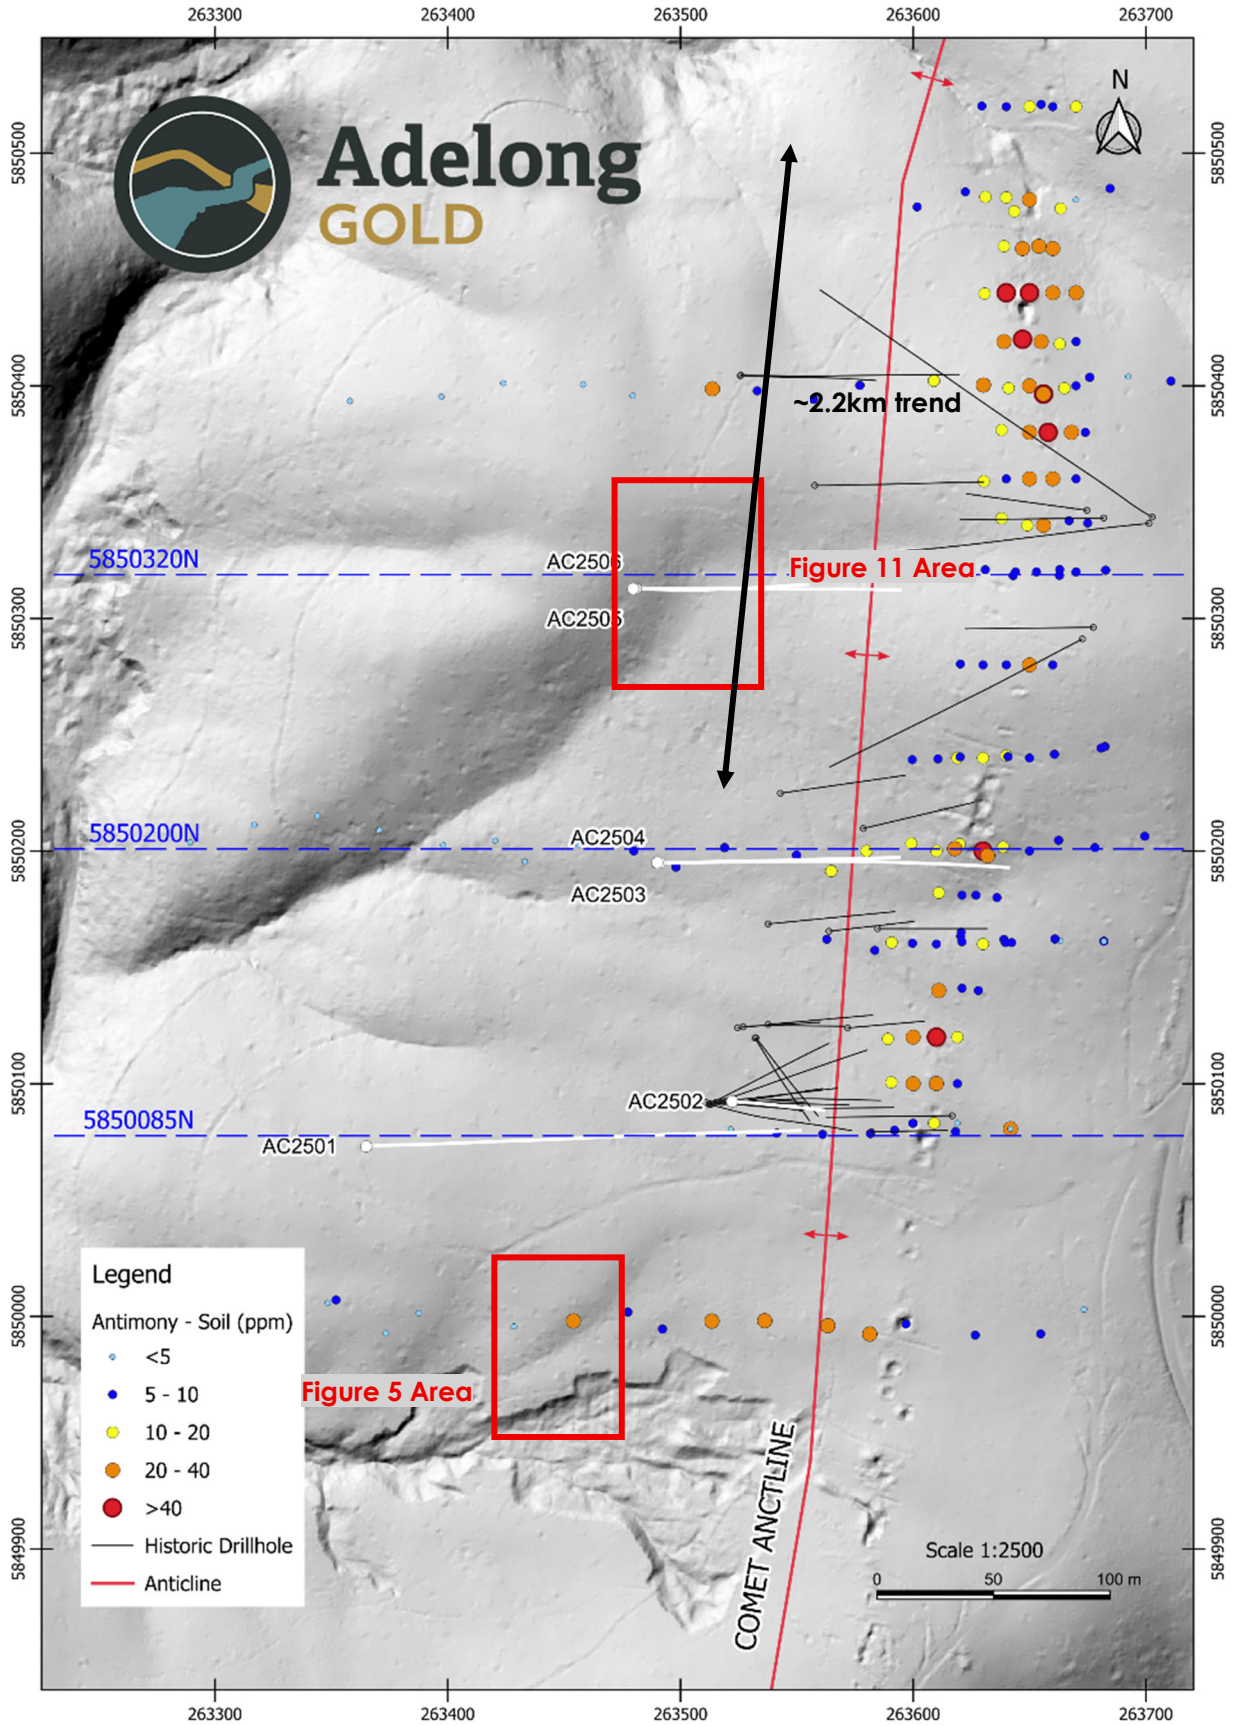 263300
263400
263500
263600
263700
Adelong
GOLD
N
5850500
5850500
5850400
5850400
~2.2km trend
5850320N
AC2506
Figure 11 Area
5850300
AC2505
5850300
5850200N
AC2504
5850200
5850200
AC2503
5850100
5850100
AC2502
5850085N
AC2501
5850000
5850000
Legend
Antimony - Soil (ppm)
<5
5 - 10
10 - 20
20 - 40
>40
Historic Drillhole
Anticline
Figure 5 Area
COMET ANCTLINE
5849900
5849900
Scale 1:2500
0
50
100 m
263300
263400
263500
263600
263700